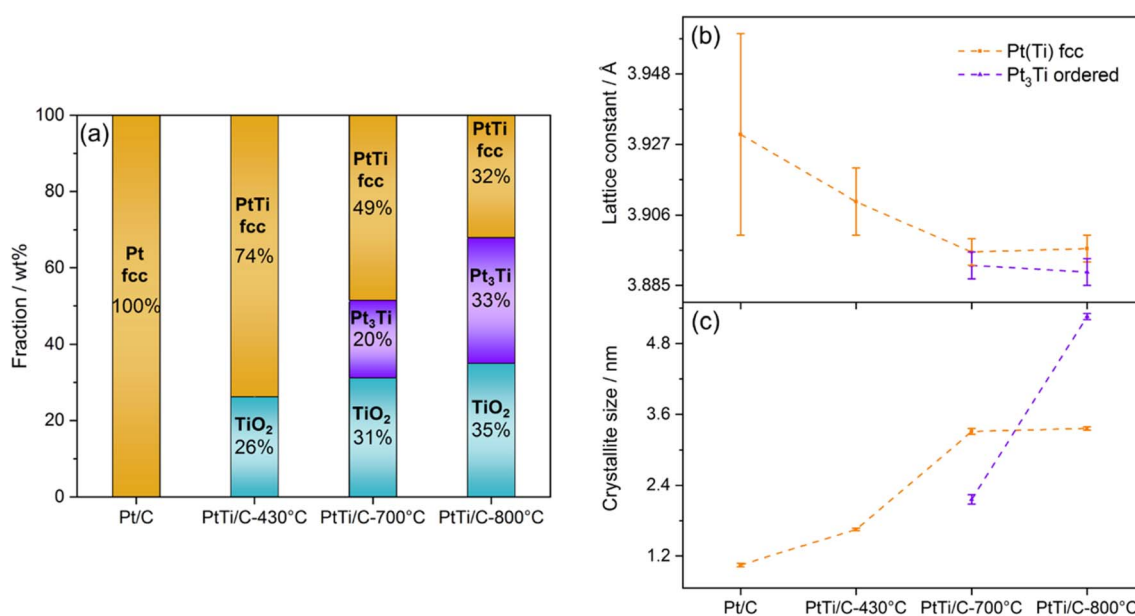 (a)
Fraction / wt%
100
80
60
40
20
0
Pt
fcc
100%
PtTi
fcc
74%
TiO₂
26%
PtTi
fcc
49%
Pt₃Ti
20%
TiO₂
31%
PtTi
fcc
32%
Pt₃Ti
33%
TiO₂
35%
Pt/C
PtTi/C-430°C
PtTi/C-700°C
PtTi/C-800°C
(b)
Lattice constant / Å
3.948
3.927
3.906
3.885
Pt(Ti) fcc
Pt₃Ti ordered
(c)
Crystallite size / nm
4.8
3.6
2.4
1.2
Pt/C
PtTi/C-430°C
PtTi/C-700°C
PtTi/C-800°C